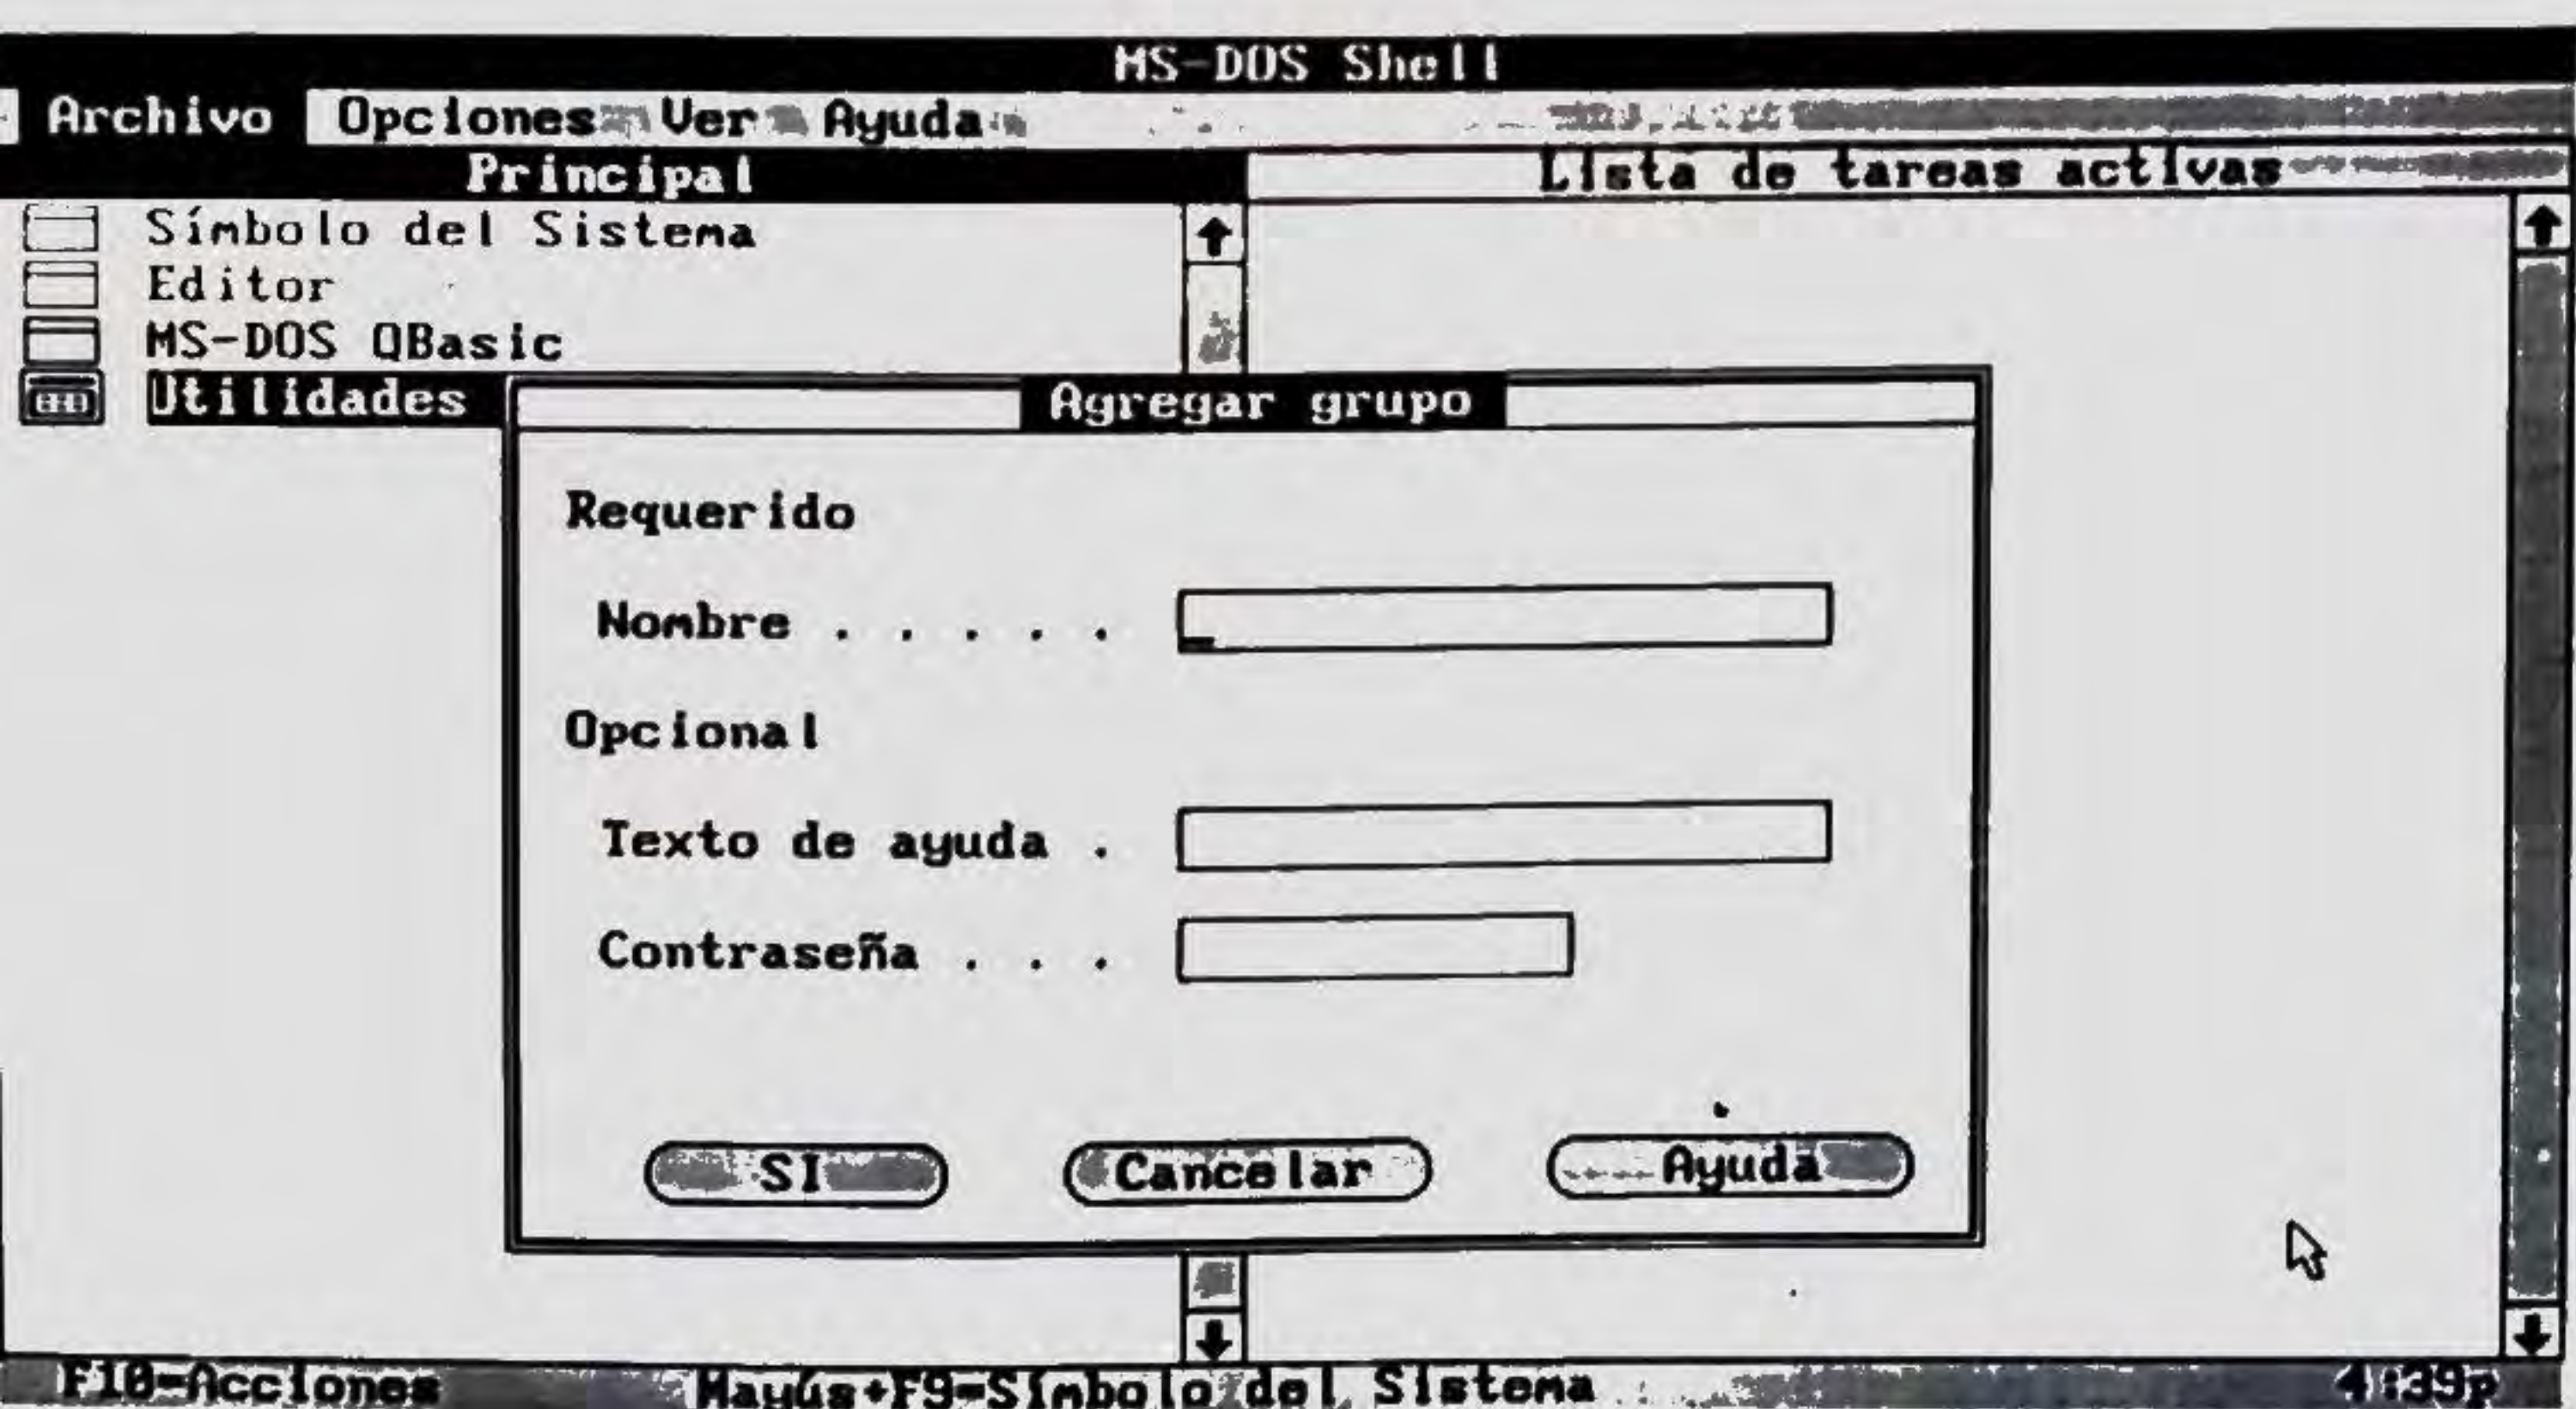 MS-DOS Shell
Archivo Opciones Ver Ayuda
Principal
Lista de tareas activas
Símbolo del Sistema
Editor
MS-DOS QBasic
Utilidades
Agregar grupo
Requerido
Nombre . . . . .
Opcional
Texto de ayuda .
Contraseña . . .
SI Cancelar Ayuda
F10=Acciones Mayús+F9=Símbolo del Sistema 4:39p